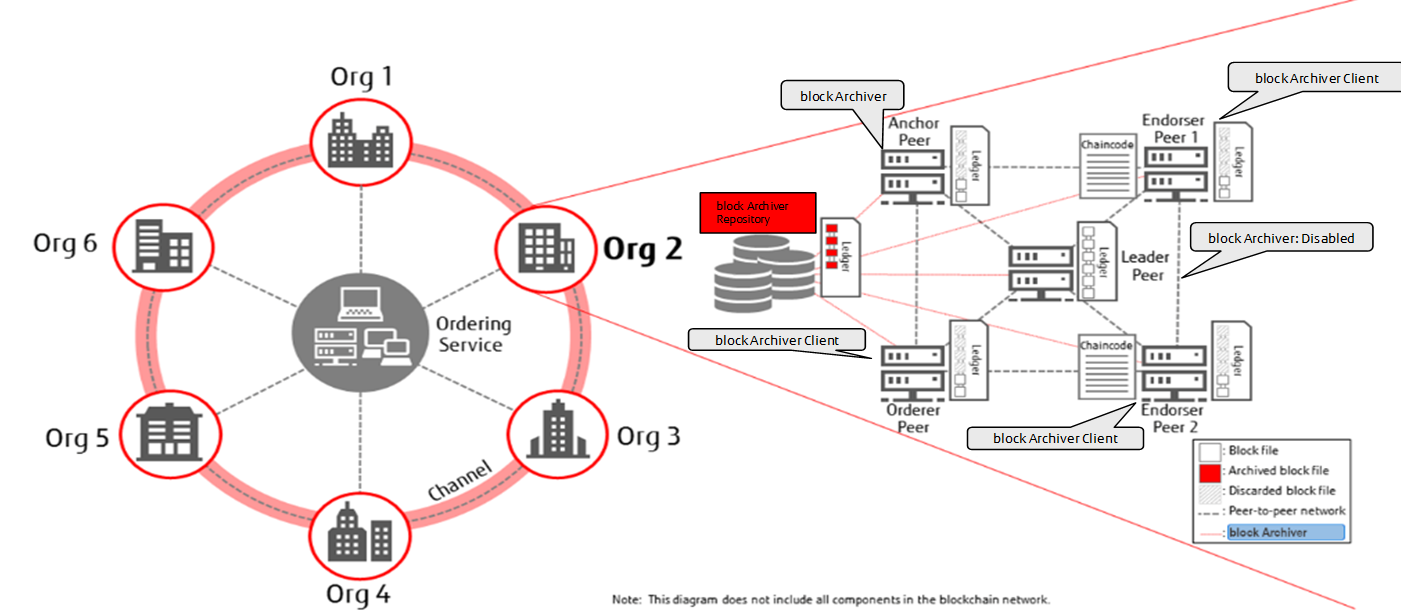 Org 1
Org 6
Org 2
Ordering
Service
Org 5
Org 3
Channel
Org 4
block Archiver
block Archiver Client
Anchor
Peer
Ledger
Endorser
Peer 1
Chaincode
Ledger
block Archiver
Repository
Ledger
Ledger
Leader
Peer
block Archiver: Disabled
block Archiver Client
Ledger
Chaincode
Ledger
Orderer
Peer
Endorser
Peer 2
block Archiver Client
: Block file
: Archived block file
: Discarded block file
: Peer-to-peer network
: block Archiver
Note: This diagram does not include all components in the blockchain network.